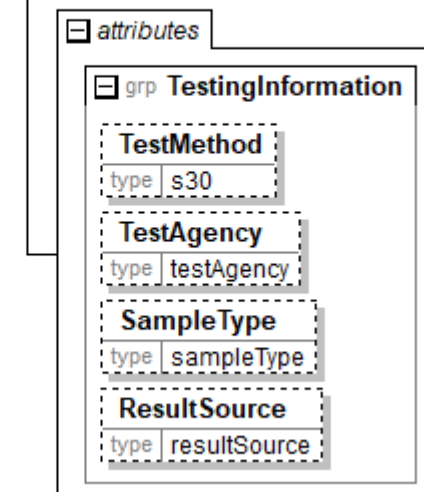 attributes
grp TestingInformation
TestMethod
type s30
TestAgency
type testAgency
SampleType
type sampleType
ResultSource
type resultSource